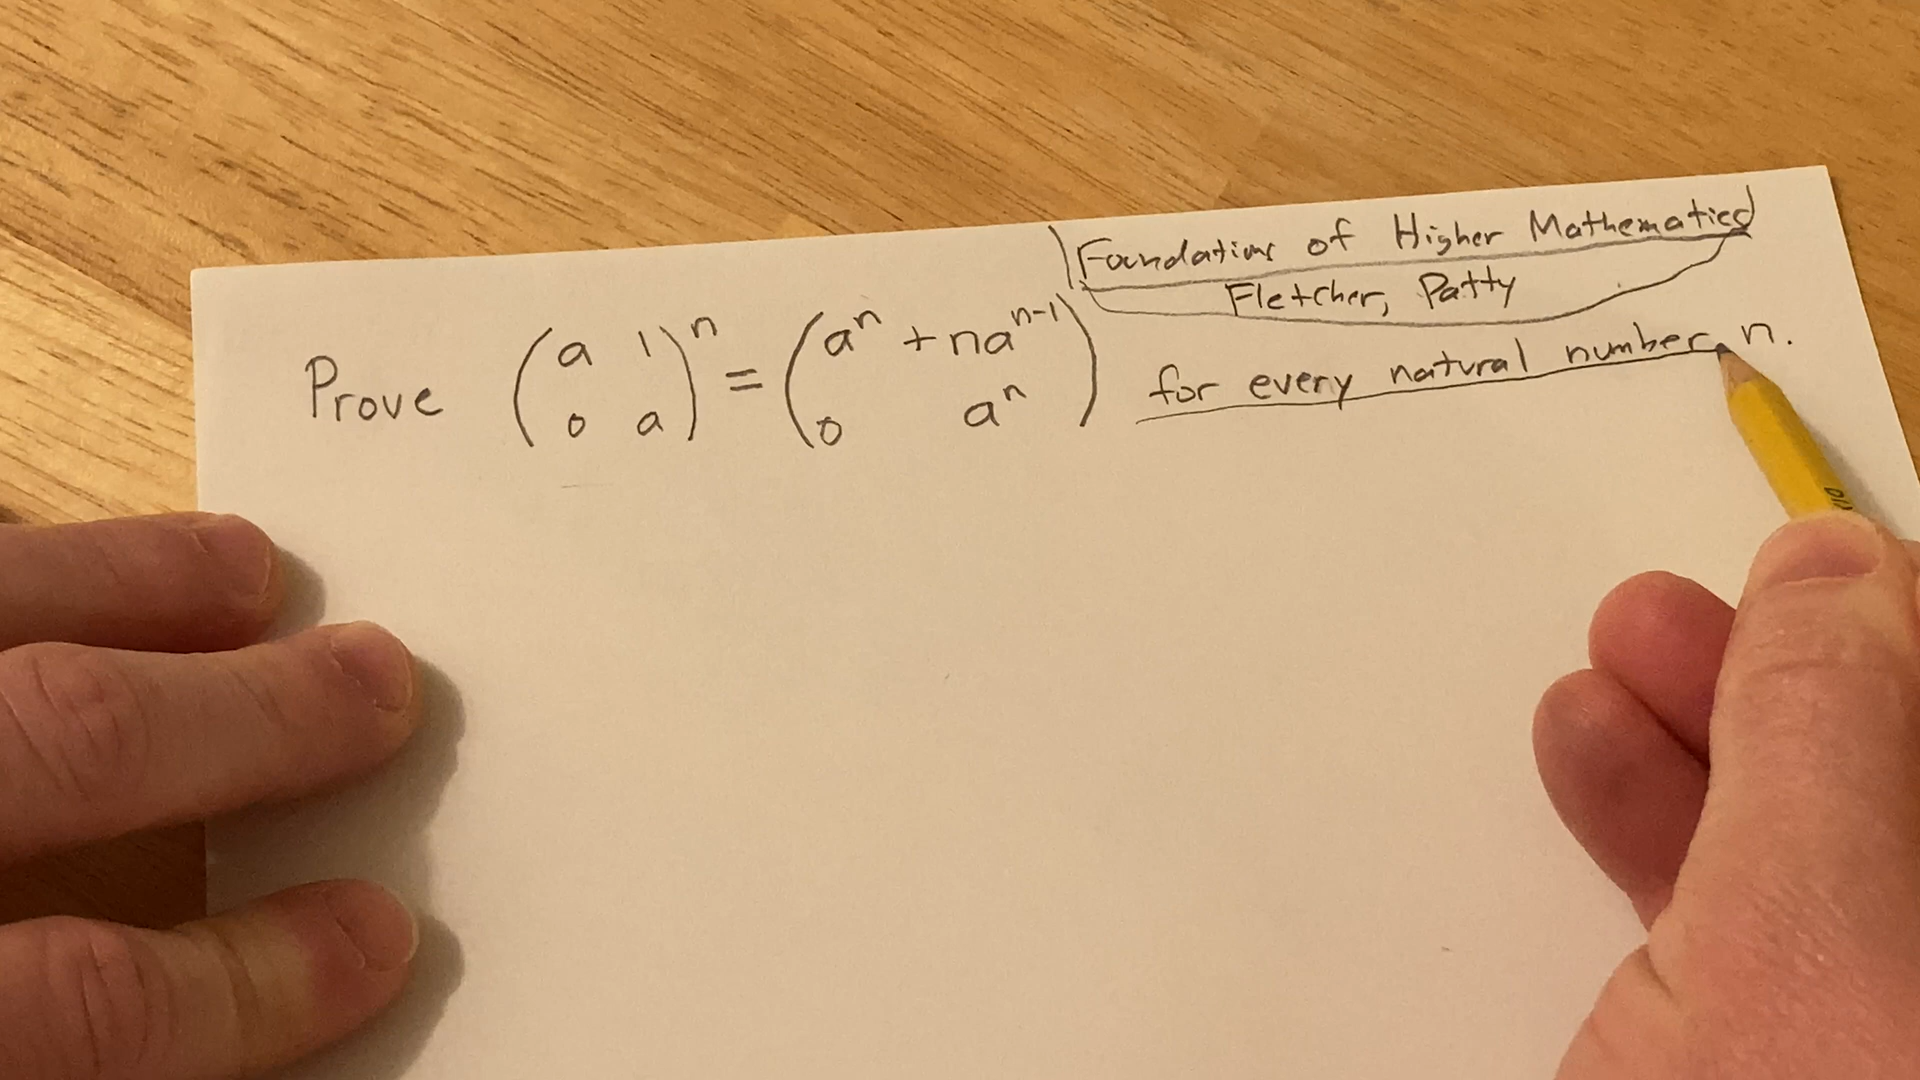 Foundations of Higher Mathematics
Fletcher, Patty
Prove (a 1
0 a)^n = (a^n + na^{n-1}
0 a^n) for every natural number n.